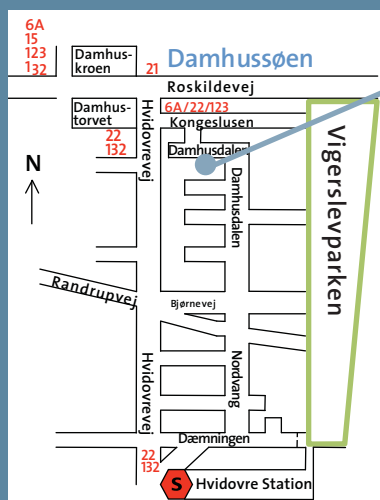 6A
15
123
132
Damhus-
kroen
21
Damhussøen
Roskildevej
Damhus-
torvet
6A/22/123
Kongeslusen
22
132
Damhusdalen
Hvidovrevej
Damhusdalen
Vigerslevparken
N
Randrupvej
Bjørnevej
Hvidovrevej
Nordvang
Dæmningen
22
132
S
Hvidovre Station